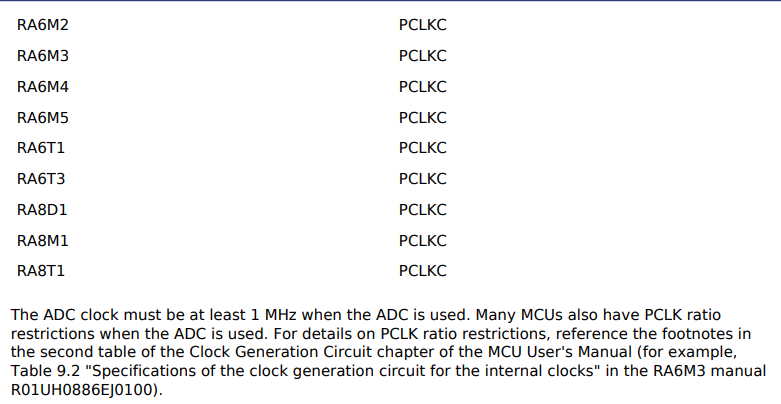 RA6M2 PCLKC
RA6M3 PCLKC
RA6M4 PCLKC
RA6M5 PCLKC
RA6T1 PCLKC
RA6T3 PCLKC
RA8D1 PCLKC
RA8M1 PCLKC
RA8T1 PCLKC
The ADC clock must be at least 1 MHz when the ADC is used. Many MCUs also have PCLK ratio
restrictions when the ADC is used. For details on PCLK ratio restrictions, reference the footnotes in
the second table of the Clock Generation Circuit chapter of the MCU User's Manual (for example,
Table 9.2 "Specifications of the clock generation circuit for the internal clocks" in the RA6M3 manual
R01UH0886EJ0100).